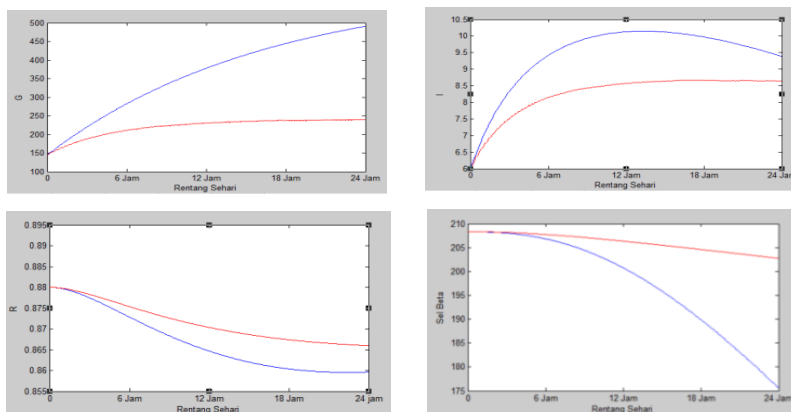 500
450
400
350
300
250
200
150
100
G
0
6 Jam
12 Jam
18 Jam
24 Jam
Rentang Sehari
10.5
10
9.5
9
8.5
8
7.5
7
6.5
6
I
0
6 Jam
12 Jam
18 Jam
24 Jam
Rentang Sehari
0.895
0.89
0.885
0.88
0.875
0.87
0.865
0.86
0.855
R
0
6 Jam
12 Jam
18 Jam
24 jam
Rentang Sehari
210
205
200
195
190
185
180
175
Sel Beta
0
6 Jam
12 Jam
18 Jam
24 Jam
Rentang Sehari